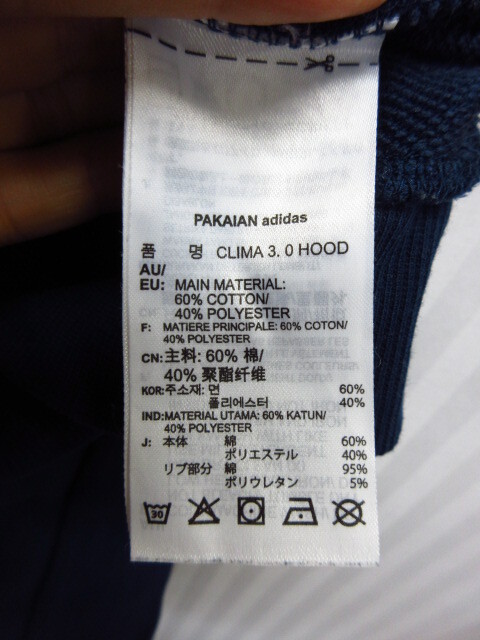 PAKAIAN adidas
품 명 CLIMA 3. 0 HOOD
AU/
EU: MAIN MATERIAL:
60% COTTON/
40% POLYESTER
F: MATIERE PRINCIPALE: 60% COTON/
40% POLYESTER
CN: 主料: 60% 棉/
40% 聚酯纤维
KOR: 주소재: 면 60%
폴리에스터 40%
IND: MATERIAL UTAMA: 60% KATUN/
40% POLYESTER
J: 本体 綿 60%
ポリエステル 40%
リブ部分 綿 95%
ポリウレタン 5%
30